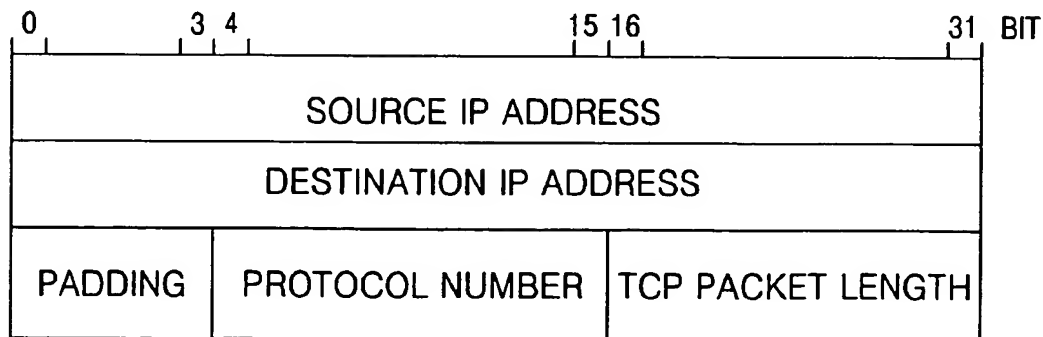 0 3 4 15 16 31 BIT
SOURCE IP ADDRESS
DESTINATION IP ADDRESS
PADDING PROTOCOL NUMBER TCP PACKET LENGTH